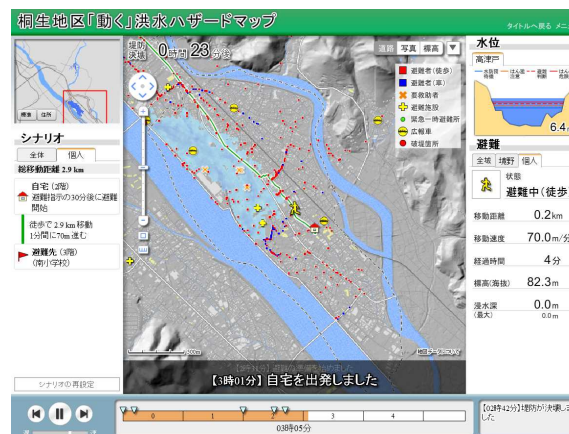 桐生地区「動く」洪水ハザードマップ
タイトルへ戻る メニ
標準 住所
シナリオ
全体 個人
総移動距離 2.9 km
自宅 (2階)
避難指示の30分後に避難
開始
徒歩で 2.9 km 移動
1分間に70m 進む
避難先 (3階)
(南小学校)
シナリオの再設定
堤防
決壊
0時間 23分後
道路 写真 標高 ▼
避難者(徒歩)
避難者(車)
要救助者
避難施設
緊急一時避難所
広報車
破堤箇所
【3時01分】 自宅を出発しました
水位
高津戸
6.4
避難
全域 境野 個人
状態
避難中(徒歩
移動距離 0.2km
移動速度 70.0m/分
経過時間 4分
標高(海抜) 82.3m
浸水深 0.0m
(最大) 0.0m
0 1 2 3 4
03時05分
【02時42分】堤防が決壊しま
した